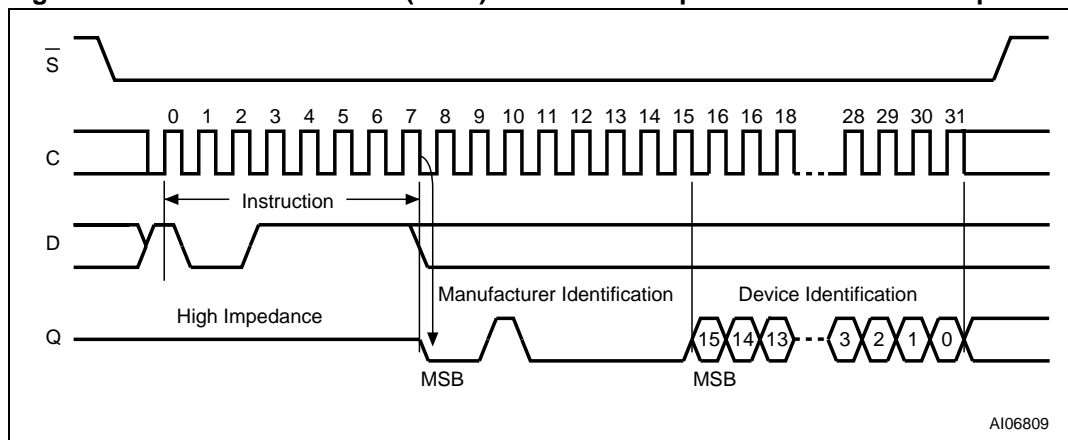 S
0 1 2 3 4 5 6 7 8 9 10 11 12 13 14 15 16 16 18 28 29 30 31
C
Instruction
D
Manufacturer Identification Device Identification
High Impedance
Q 15 14 13 3 2 1 0
MSB MSB
AI06809